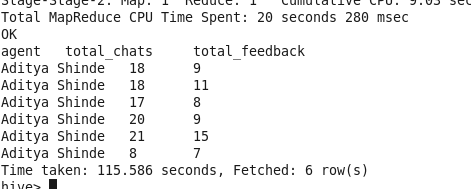 Stage-Stage-2: Map: 1  Reduce: 1   Cumulative CPU: 9.03 sec
Total MapReduce CPU Time Spent: 20 seconds 280 msec
OK
agent   total_chats     total_feedback
Aditya Shinde   18      9
Aditya Shinde   18      11
Aditya Shinde   17      8
Aditya Shinde   20      9
Aditya Shinde   21      15
Aditya Shinde   8       7
Time taken: 115.586 seconds, Fetched: 6 row(s)
hive>